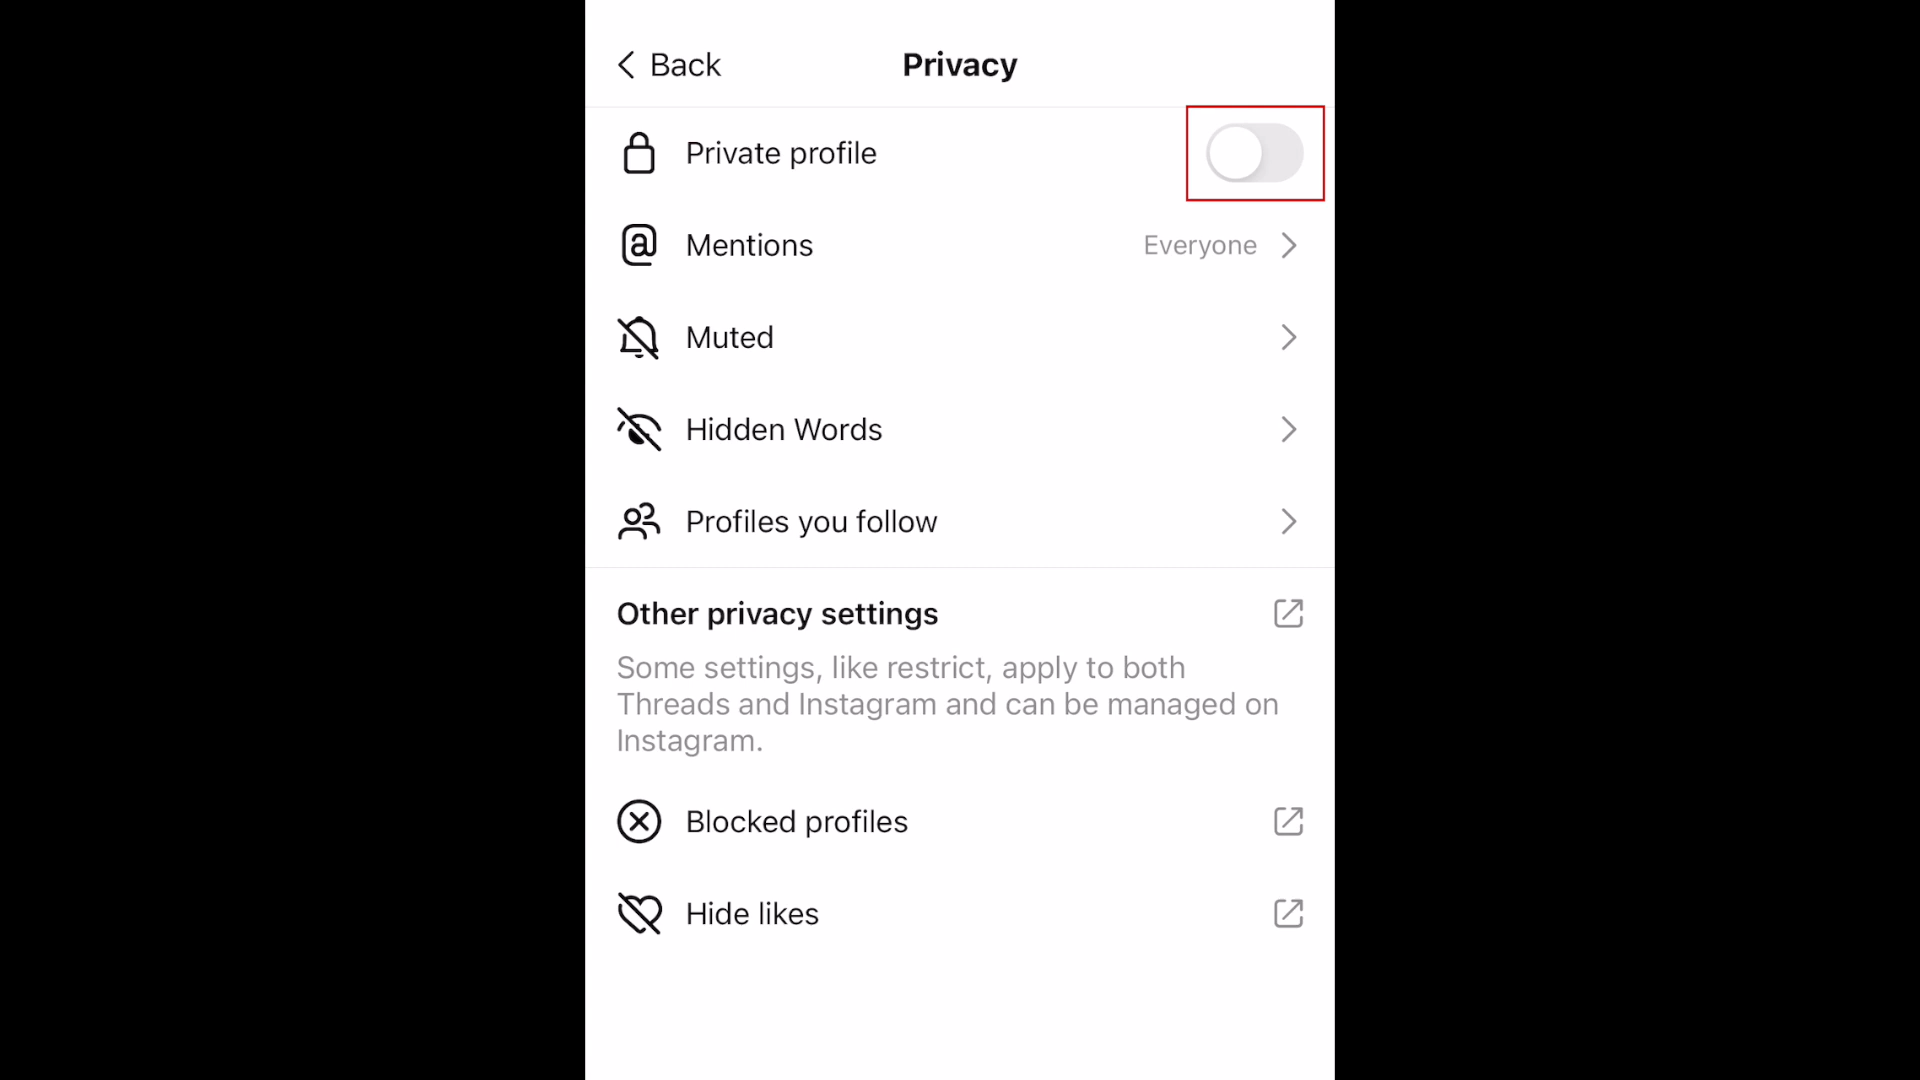 Back
Privacy
Private profile
Mentions
Everyone
Muted
Hidden Words
Profiles you follow
Other privacy settings
Some settings, like restrict, apply to both
Threads and Instagram and can be managed on
Instagram.
Blocked profiles
Hide likes